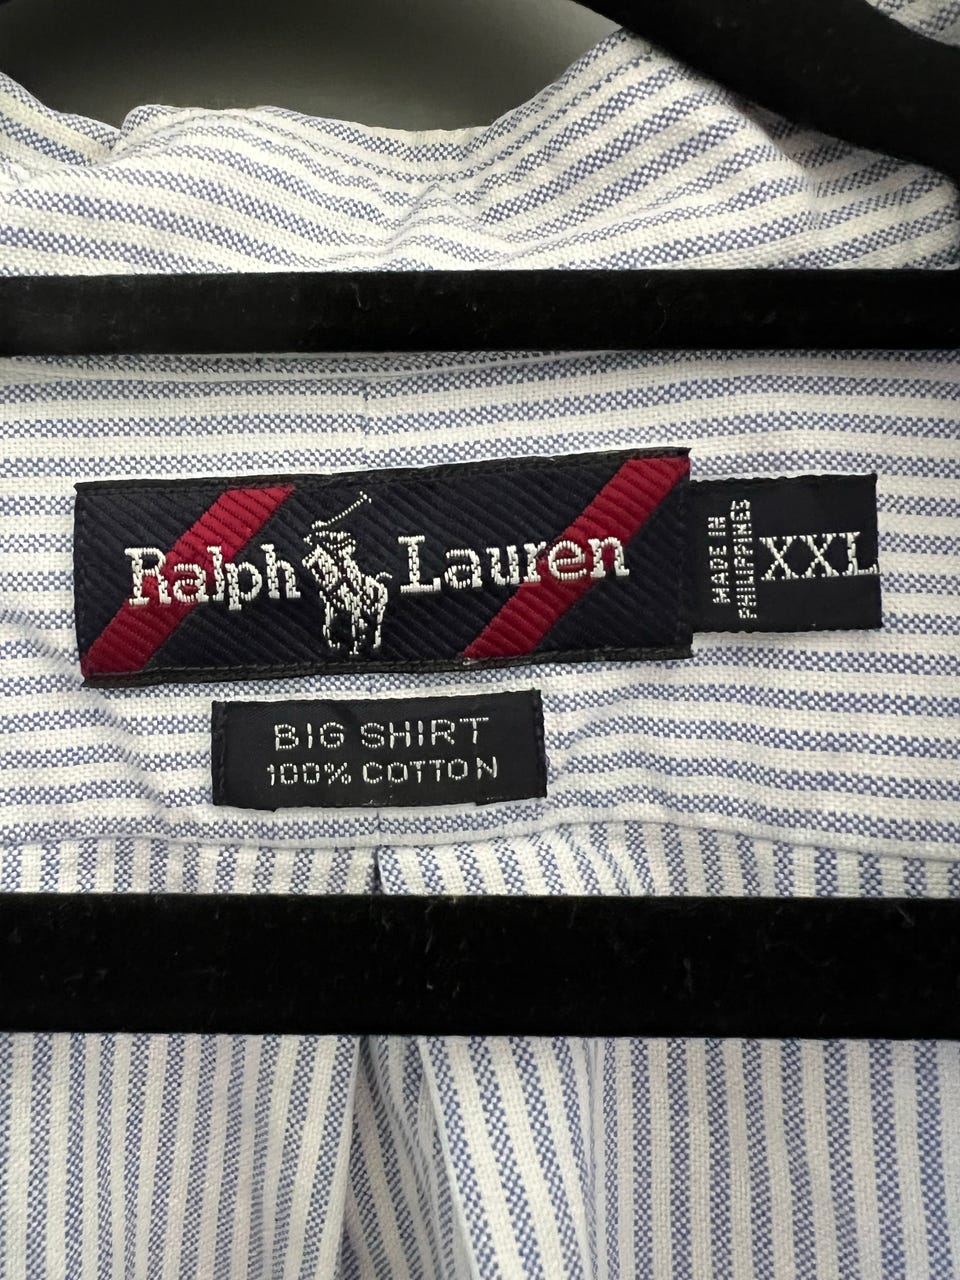 Ralph Lauren
MADE IN
PHILIPPINES
XXL
BIG SHIRT
100% COTTON